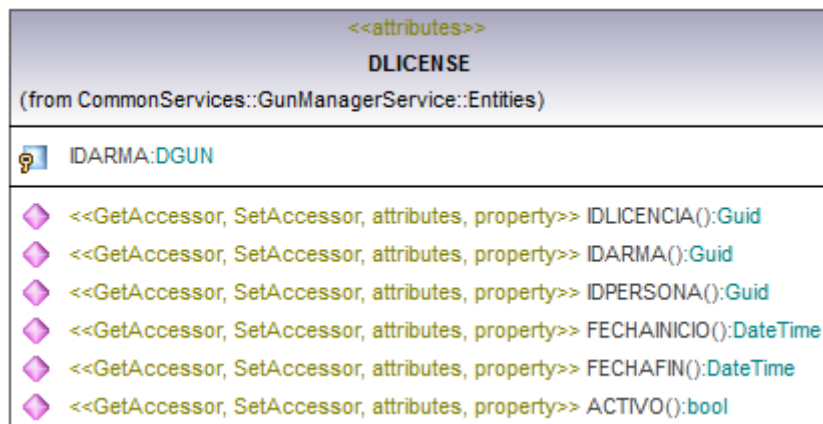 <<attributes>>
DLICENSE
(from CommonServices::GunManagerService::Entities)
IDARMA:DGUN
<<GetAccessor, SetAccessor, attributes, property>> IDLICENCIA():Guid
<<GetAccessor, SetAccessor, attributes, property>> IDARMA():Guid
<<GetAccessor, SetAccessor, attributes, property>> IDPERSONA():Guid
<<GetAccessor, SetAccessor, attributes, property>> FECHAINICIO():DateTime
<<GetAccessor, SetAccessor, attributes, property>> FECHAFIN():DateTime
<<GetAccessor, SetAccessor, attributes, property>> ACTIVO():bool